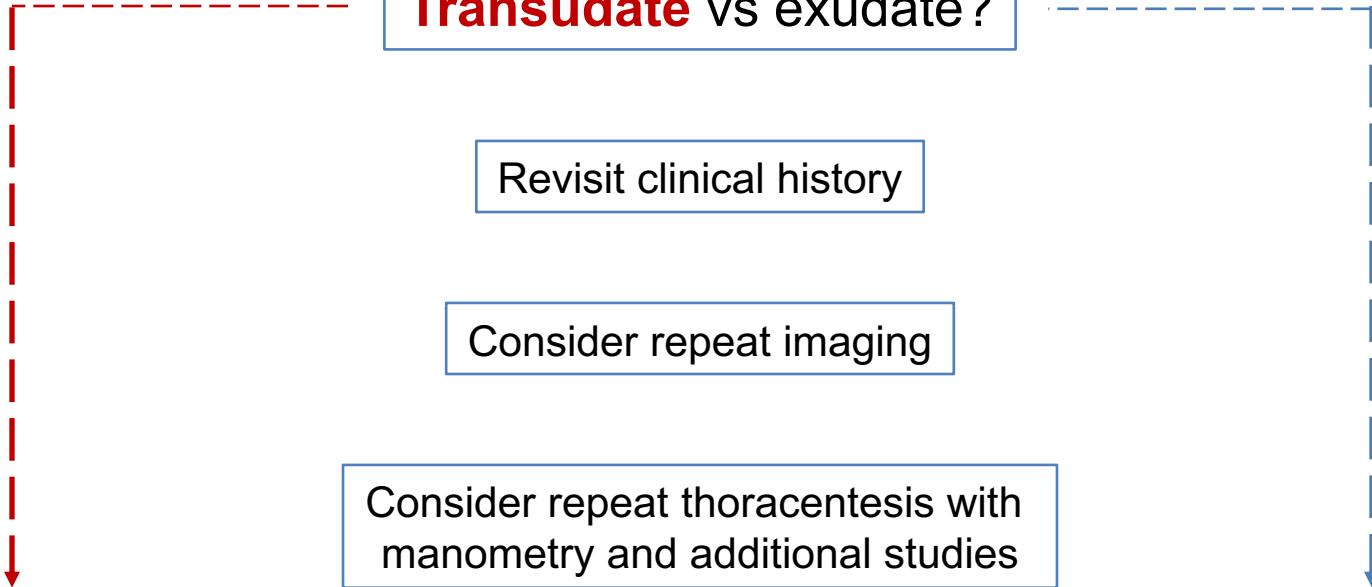 Transudate vs exudate?
Revisit clinical history
Consider repeat imaging
Consider repeat thoracentesis with
manometry and additional studies